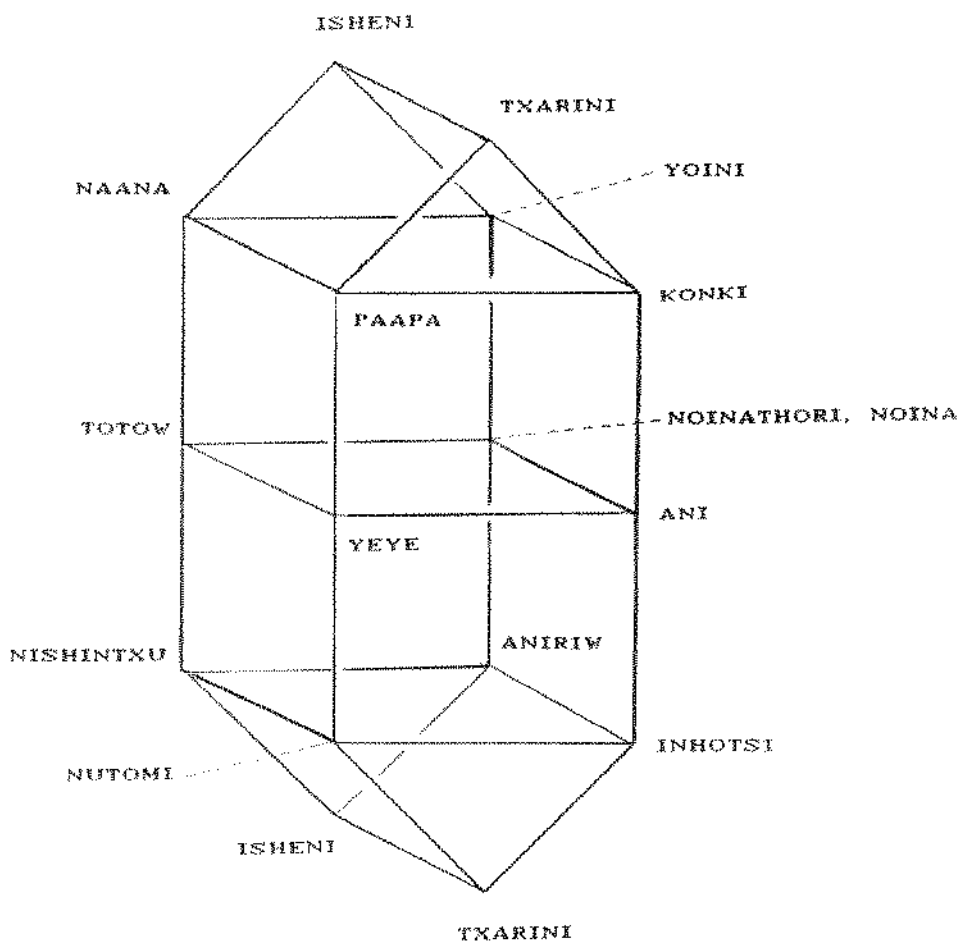 ISHENI
TXARINI
YOINI
NAANA
KONKI
PAAPA
NOINATHORI, NOINA
TOTOW
ANI
YEYE
ANIRIW
NISHINTXU
INHOTSI
NUTOMI
ISHENI
TXARINI